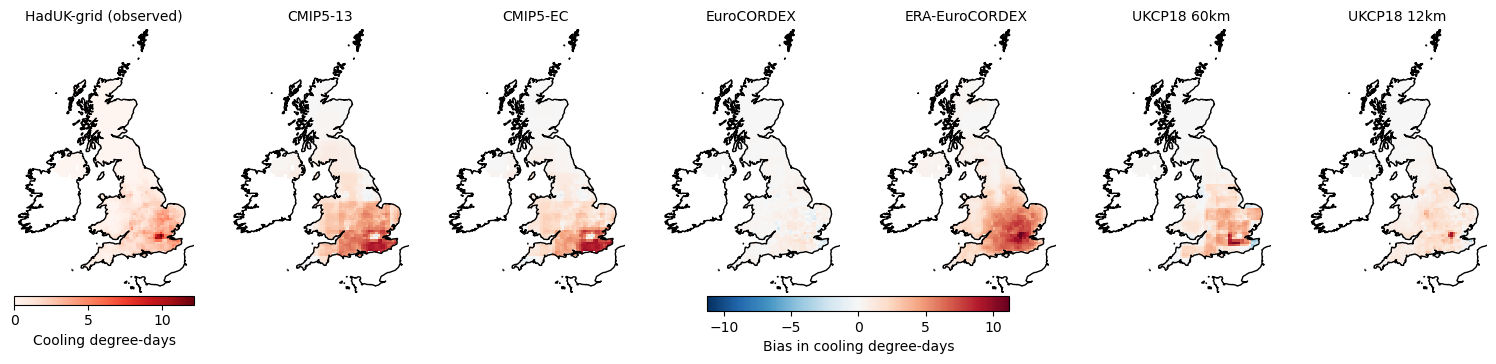 HadUK-grid (observed) CMIP5-13 CMIP5-EC EuroCORDEX ERA-EuroCORDEX UKCP18 60km UKCP18 12km
0 5 10
Cooling degree-days
−10 −5 0 5 10
Bias in cooling degree-days